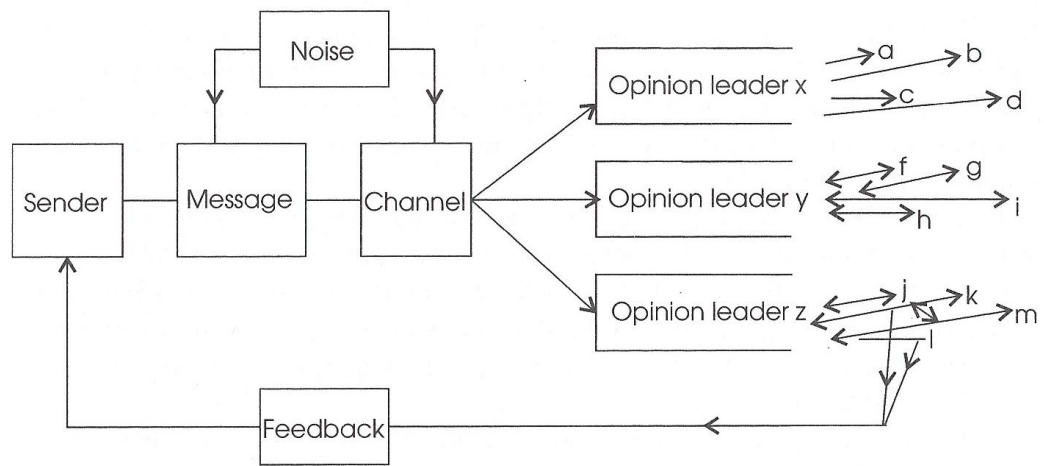 Noise
Opinion leader x
a
b
c
d
Sender
Message
Channel
Opinion leader y
f
g
i
h
Opinion leader z
j
k
m
l
Feedback